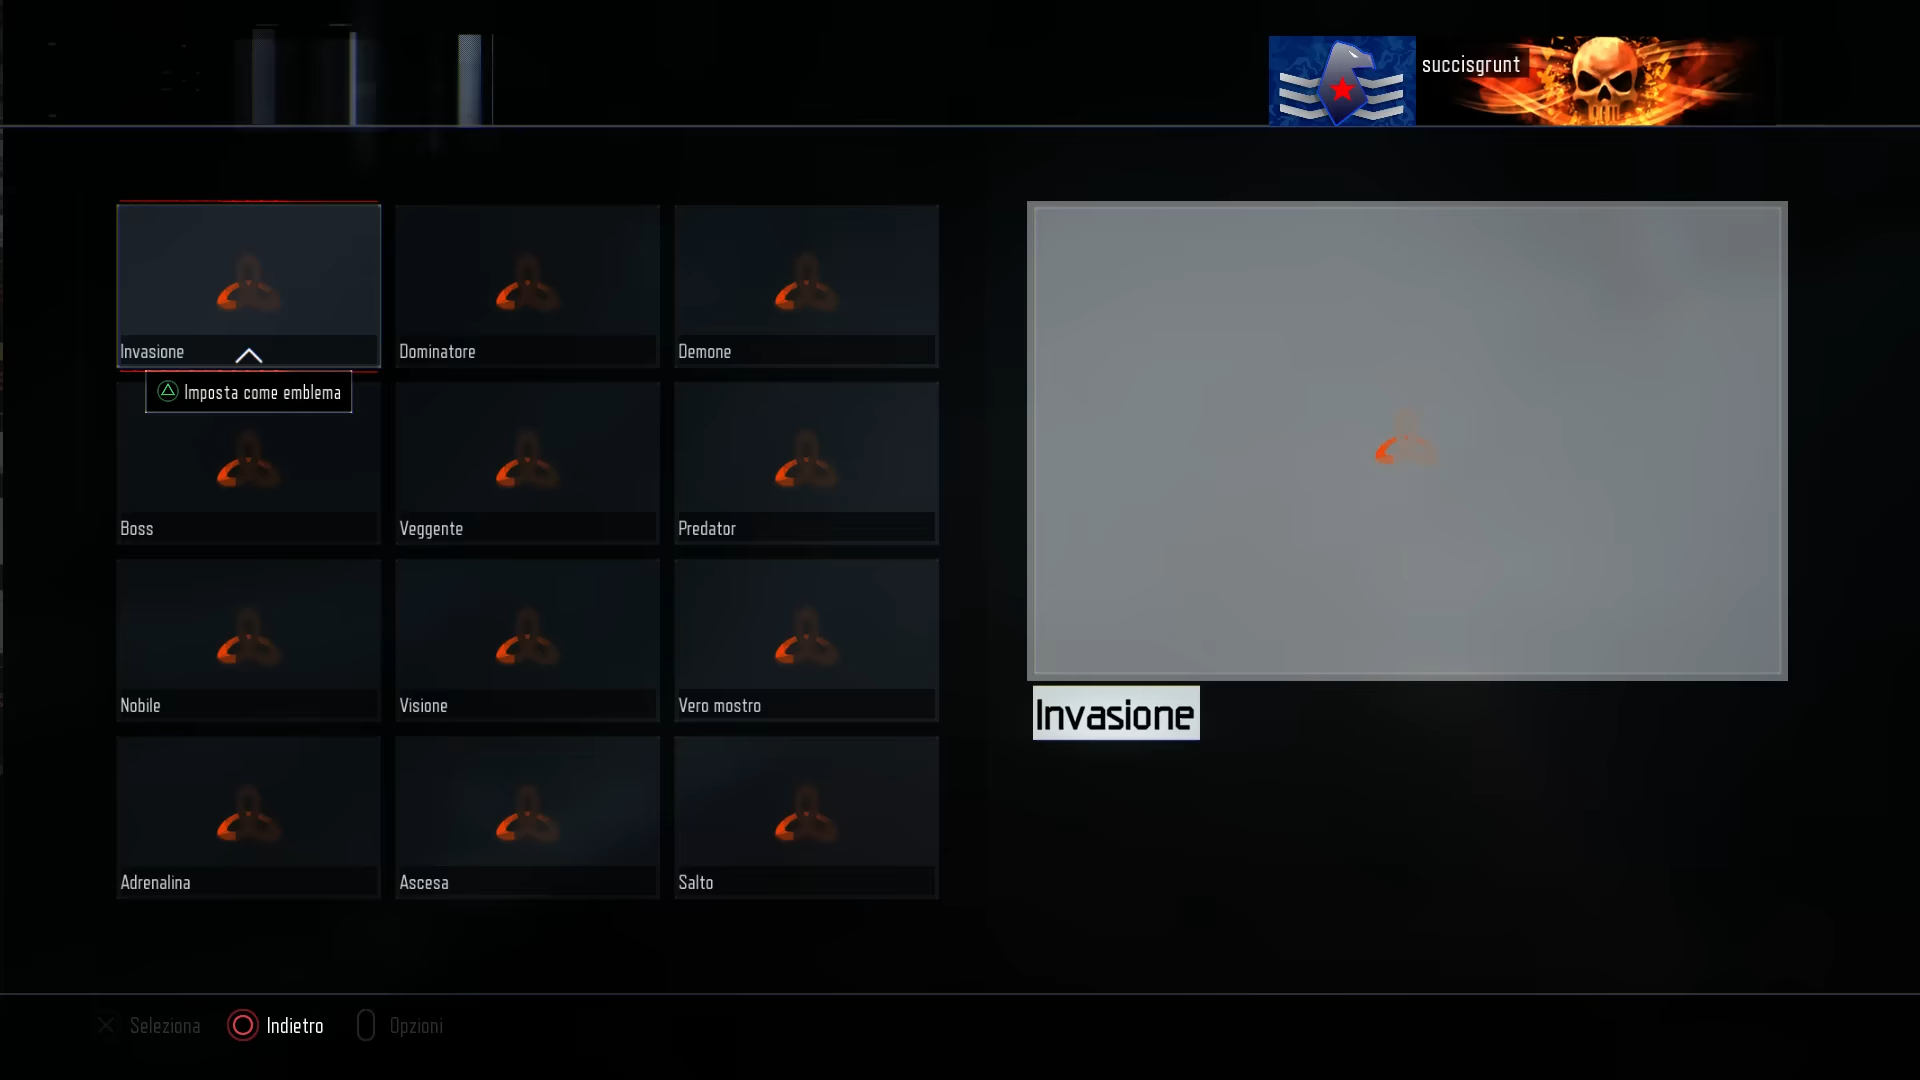 succisgrunt
Invasione
Dominatore
Demone
Imposta come emblema
Boss
Veggente
Predator
Nobile
Visione
Vero mostro
Adrenalina
Ascesa
Salto
Invasione
Seleziona
Indietro
Opzioni